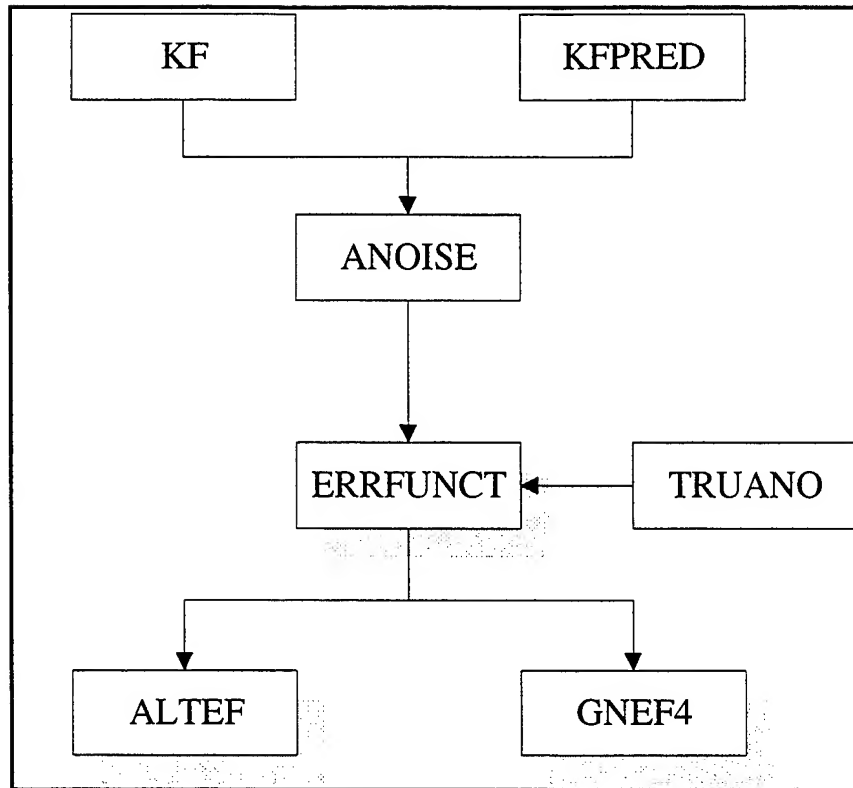 KF
KFPRED
ANOISE
ERRFUNCT
TRUANO
ALTEF
GNEF4